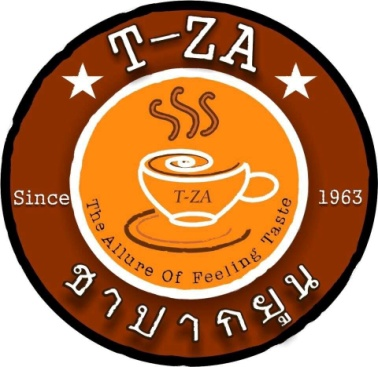 T-ZA
Since
1963
T-ZA
The Allure Of Feeling Taste
ชาปากยูน